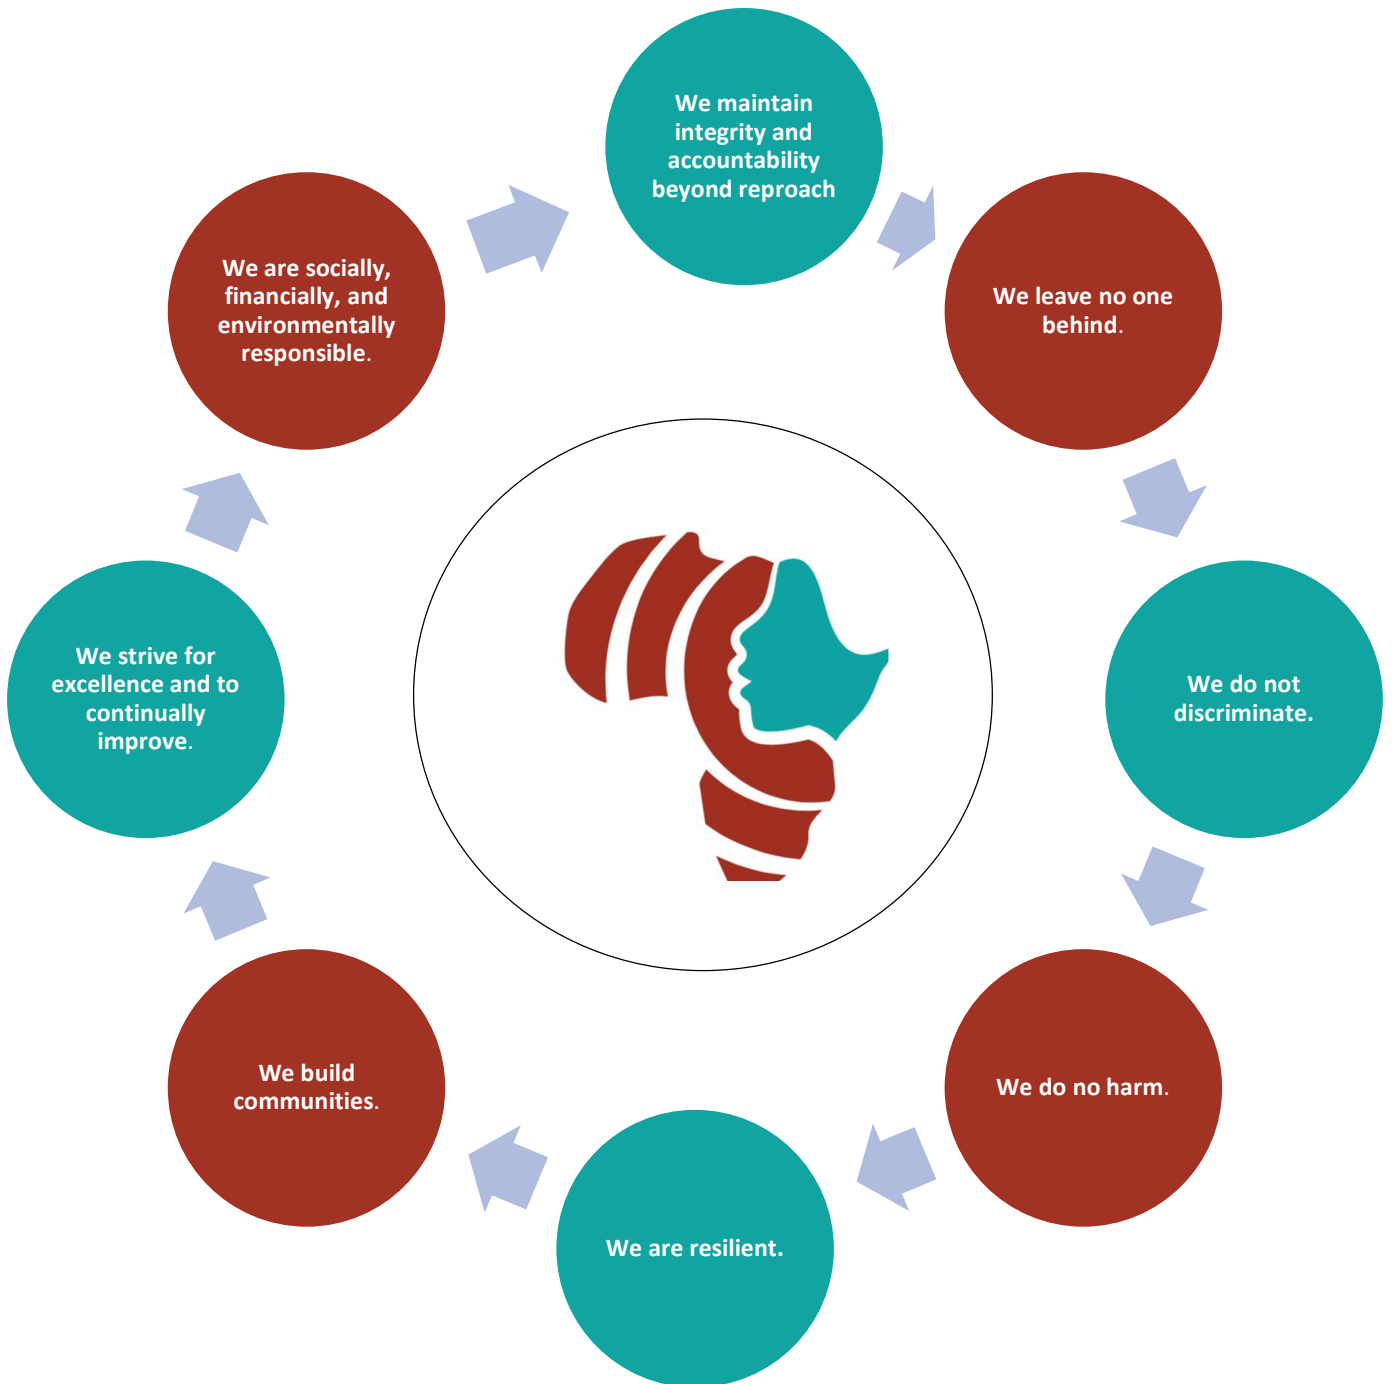 We maintain
integrity and
accountability
beyond reproach
We leave no one
behind.
We do not
discriminate.
We do no harm.
We are resilient.
We build
communities.
We strive for
excellence and to
continually
improve.
We are socially,
financially, and
environmentally
responsible.